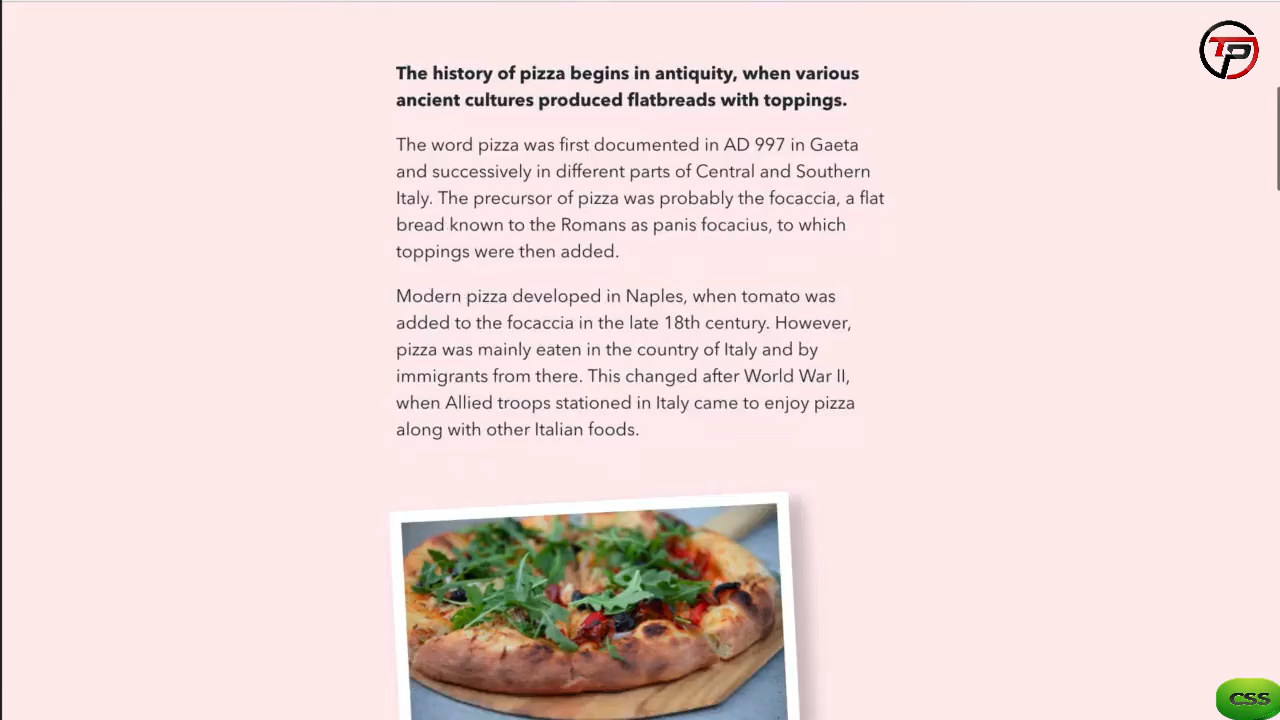 TP
The history of pizza begins in antiquity, when various
ancient cultures produced flatbreads with toppings.
The word pizza was first documented in AD 997 in Gaeta
and successively in different parts of Central and Southern
Italy. The precursor of pizza was probably the focaccia, a flat
bread known to the Romans as panis focacius, to which
toppings were then added.
Modern pizza developed in Naples, when tomato was
added to the focaccia in the late 18th century. However,
pizza was mainly eaten in the country of Italy and by
immigrants from there. This changed after World War II,
when Allied troops stationed in Italy came to enjoy pizza
along with other Italian foods.
CSS